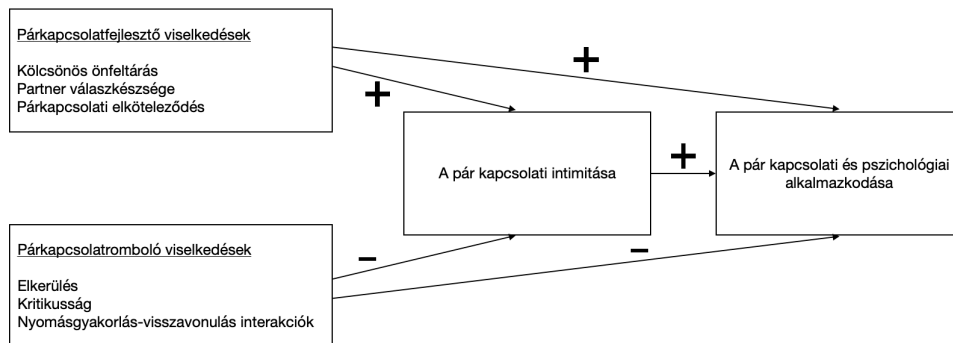 Párkapcsolatfejlesztő viselkedések
Kölcsönös önfeltárás
Partner válaszkészsége
Párkapcsolati elköteleződés
+
+
A pár kapcsolati intimitása
+
A pár kapcsolati és pszichológiai
alkalmazkodása
Párkapcsolatromboló viselkedések
Elkerülés
Kritikusság
Nyomásgyakorlás-visszavonulás interakciók
−
−